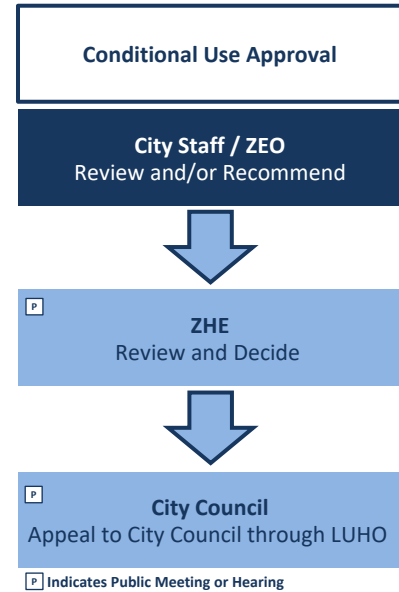 Conditional Use Approval
City Staff / ZEO
Review and/or Recommend
P
ZHE
Review and Decide
P
City Council
Appeal to City Council through LUHO
P Indicates Public Meeting or Hearing